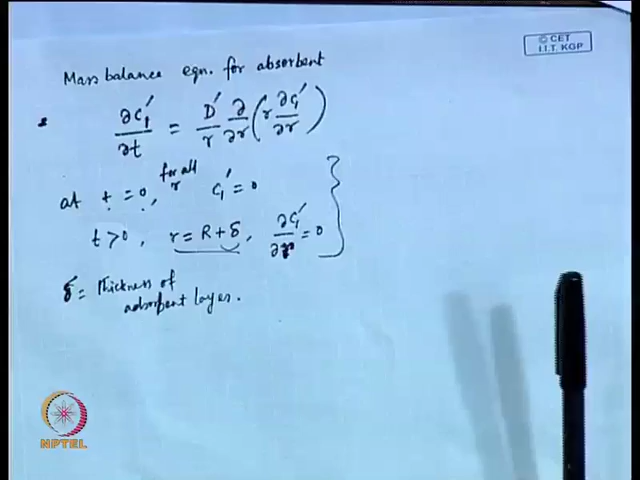 © CET
I.I.T. KGP
Mass balance eqn. for absorbent
∂C₁'/∂t = D'/r ∂/∂r (r ∂C₁'/∂r)
at t = 0, for all r C₁' = 0
t > 0, r = R + δ, ∂C₁'/∂r = 0
δ = Thickness of
adsorbent layer.
NPTEL